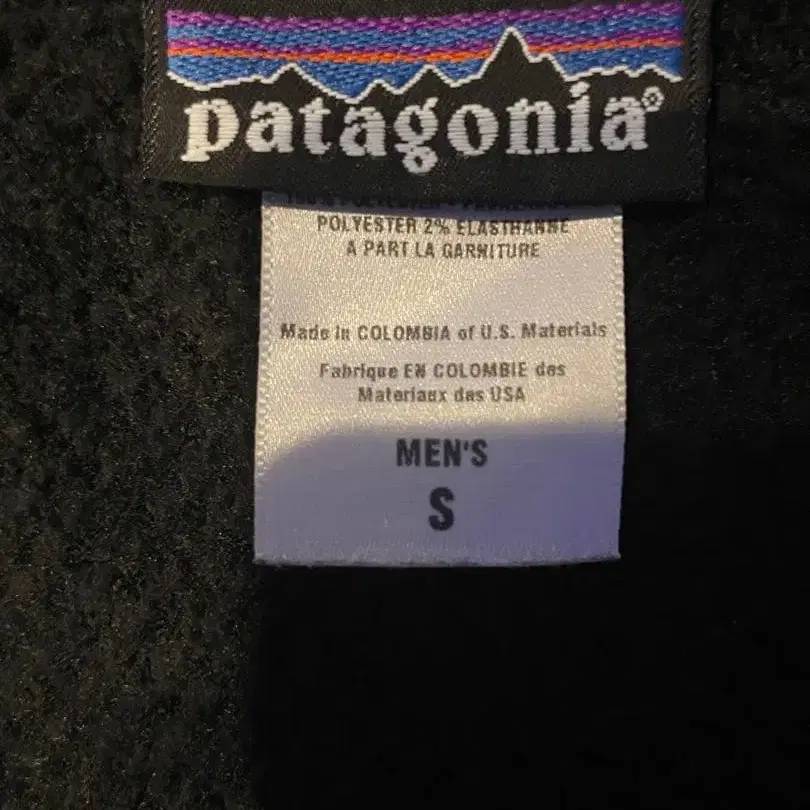 patagonia®
POLYESTER 2% ELASTHANNE
A PART LA GARNITURE
Made in COLOMBIA of U.S. Materials
Fabrique EN COLOMBIE des
Materiaux des USA
MEN'S
S